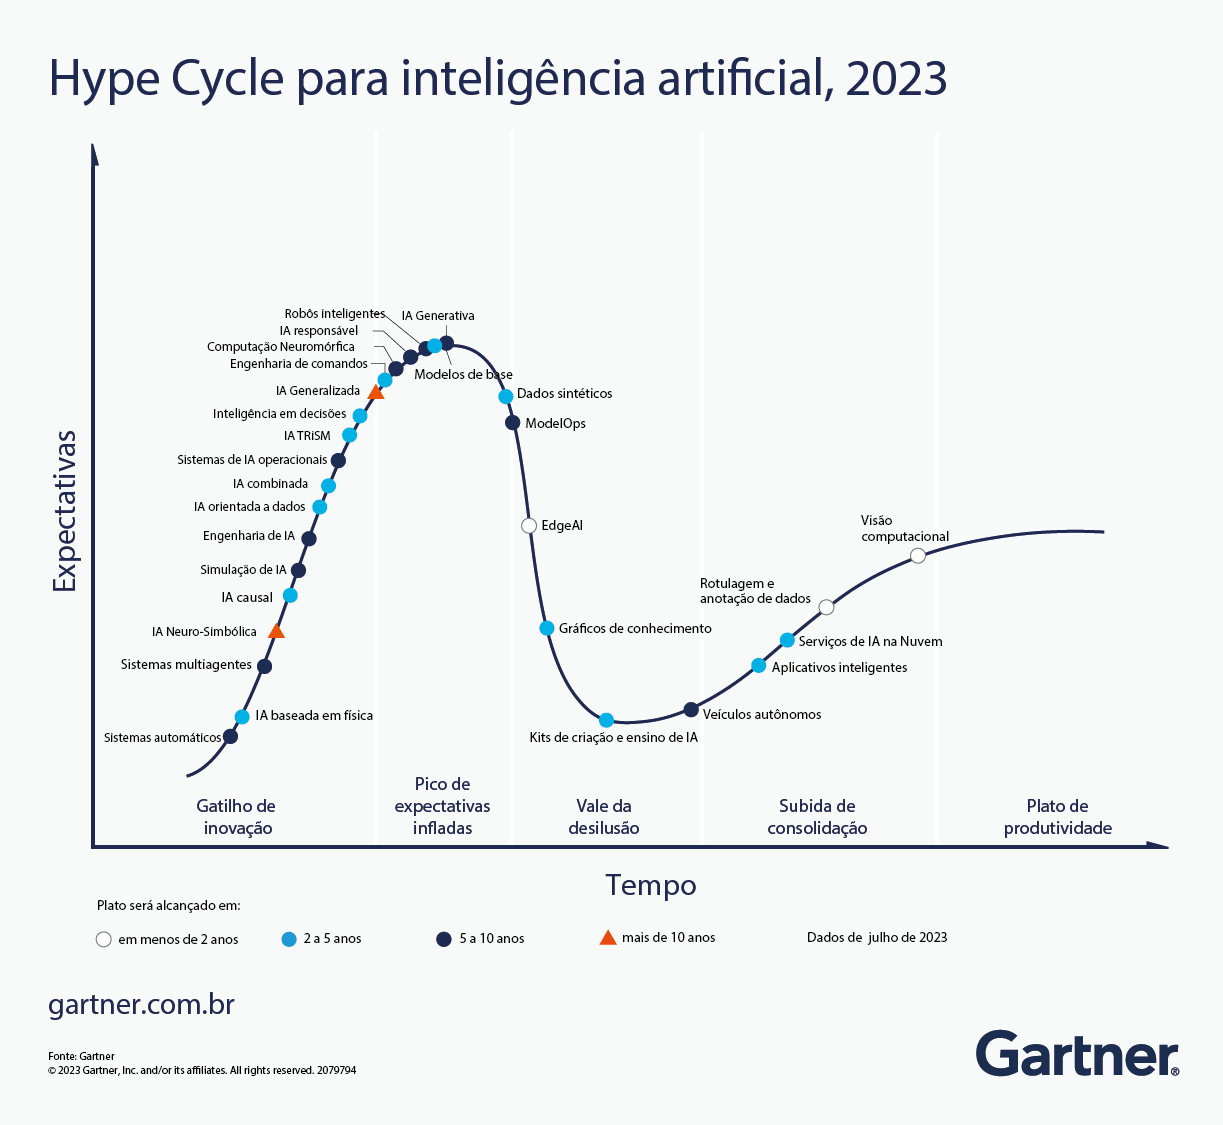 Hype Cycle para inteligência artificial, 2023
Expectativas
Robôs inteligentes
IA Generativa
IA responsável
Computação Neuromórfica
Engenharia de comandos
Modelos de base
IA Generalizada
Dados sintéticos
Inteligência em decisões
ModelOps
IA TRiSM
Sistemas de IA operacionais
IA combinada
IA orientada a dados
EdgeAI
Engenharia de IA
Simulação de IA
IA causal
IA Neuro-Simbólica
Sistemas multiagentes
IA baseada em física
Sistemas automáticos
Gráficos de conhecimento
Kits de criação e ensino de IA
Veículos autônomos
Aplicativos inteligentes
Serviços de IA na Nuvem
Rotulagem e
anotação de dados
Visão
computacional
Gatilho de
inovação
Pico de
expectativas
infladas
Vale da
desilusão
Subida de
consolidação
Plato de
produtividade
Tempo
Plato será alcançado em:
em menos de 2 anos
2 a 5 anos
5 a 10 anos
mais de 10 anos
Dados de julho de 2023
gartner.com.br
Fonte: Gartner
© 2023 Gartner, Inc. and/or its affiliates. All rights reserved. 2079794
Gartner®